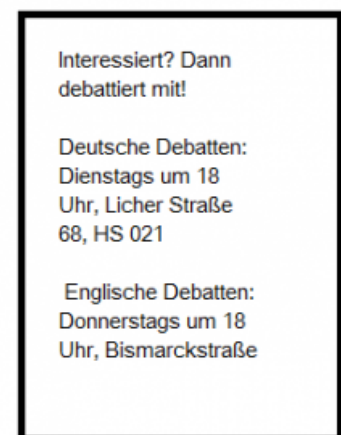 Interessiert? Dann
debattiert mit!
Deutsche Debatten:
Dienstags um 18
Uhr, Licher Straße
68, HS 021
Englische Debatten:
Donnerstags um 18
Uhr, Bismarckstraße